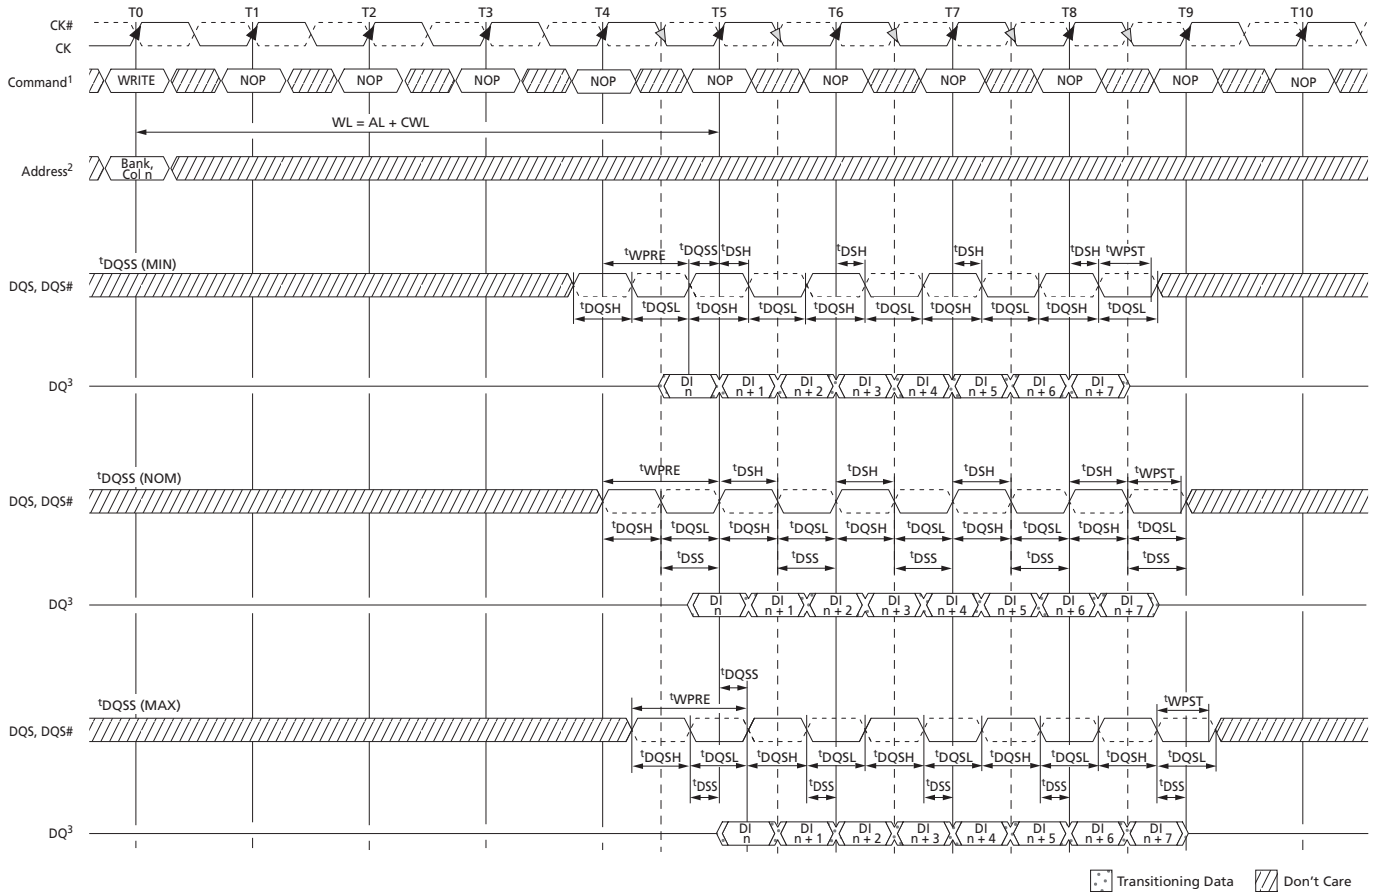 T0 T1 T2 T3 T4 T5 T6 T7 T8 T9 T10
CK#
CK
Command1 WRITE NOP NOP NOP NOP NOP NOP NOP NOP NOP NOP
WL = AL + CWL
Address2 Bank, Col n
tDQSS (MIN) tWPRE tDQSS tDSH tDSH tDSH tDSH tWPST
DQS, DQS#
tDQSH tDQSL tDQSH tDQSL tDQSH tDQSL tDQSH tDQSL tDQSH tDQSL
DQ3 DI n DI n + 1 DI n + 2 DI n + 3 DI n + 4 DI n + 5 DI n + 6 DI n + 7
tDQSS (NOM) tWPRE tDSH tDSH tDSH tDSH tWPST
DQS, DQS#
tDQSH tDQSL tDQSH tDQSL tDQSH tDQSL tDQSH tDQSL tDQSH tDQSL
tDSS tDSS tDSS tDSS tDSS
DQ3 DI n DI n + 1 DI n + 2 DI n + 3 DI n + 4 DI n + 5 DI n + 6 DI n + 7
tDQSS
tDQSS (MAX) tWPRE tWPST
DQS, DQS#
tDQSH tDQSL tDQSH tDQSL tDQSH tDQSL tDQSH tDQSL tDQSH tDQSL
tDSS tDSS tDSS tDSS tDSS
DQ3 DI n DI n + 1 DI n + 2 DI n + 3 DI n + 4 DI n + 5 DI n + 6 DI n + 7
Transitioning Data Don't Care